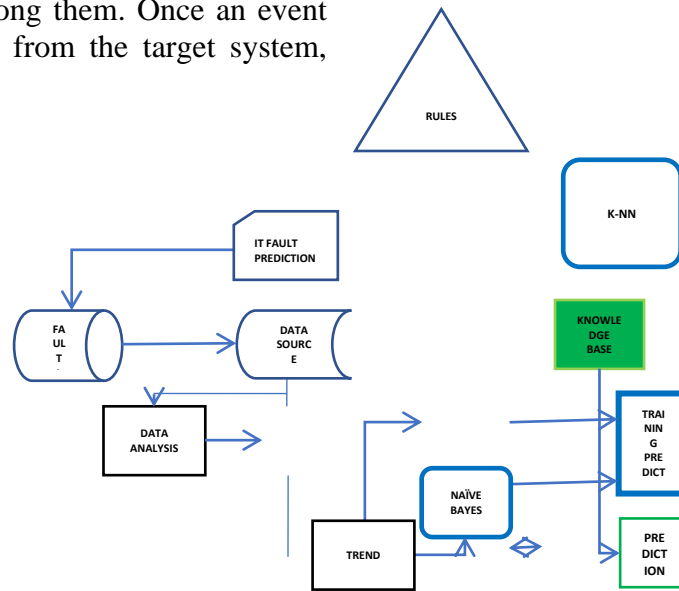 ong them. Once an event
from the target system,
RULES
K-NN
IT FAULT
PREDICTION
FA
UL
T
DATA
SOURC
E
KNOWLE
DGE
BASE
DATA
ANALYSIS
TRAI
NIN
G
PRE
DICT
NAÏVE
BAYES
TREND
PRE
DICT
ION